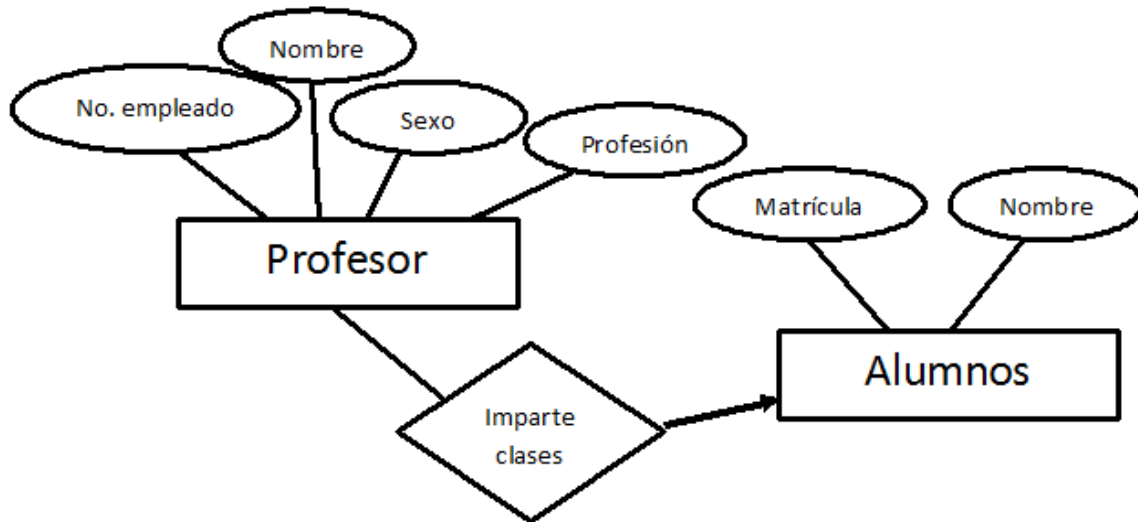 Nombre
No. empleado
Sexo
Profesión
Matrícula
Nombre
Profesor
Alumnos
Imparte
clases